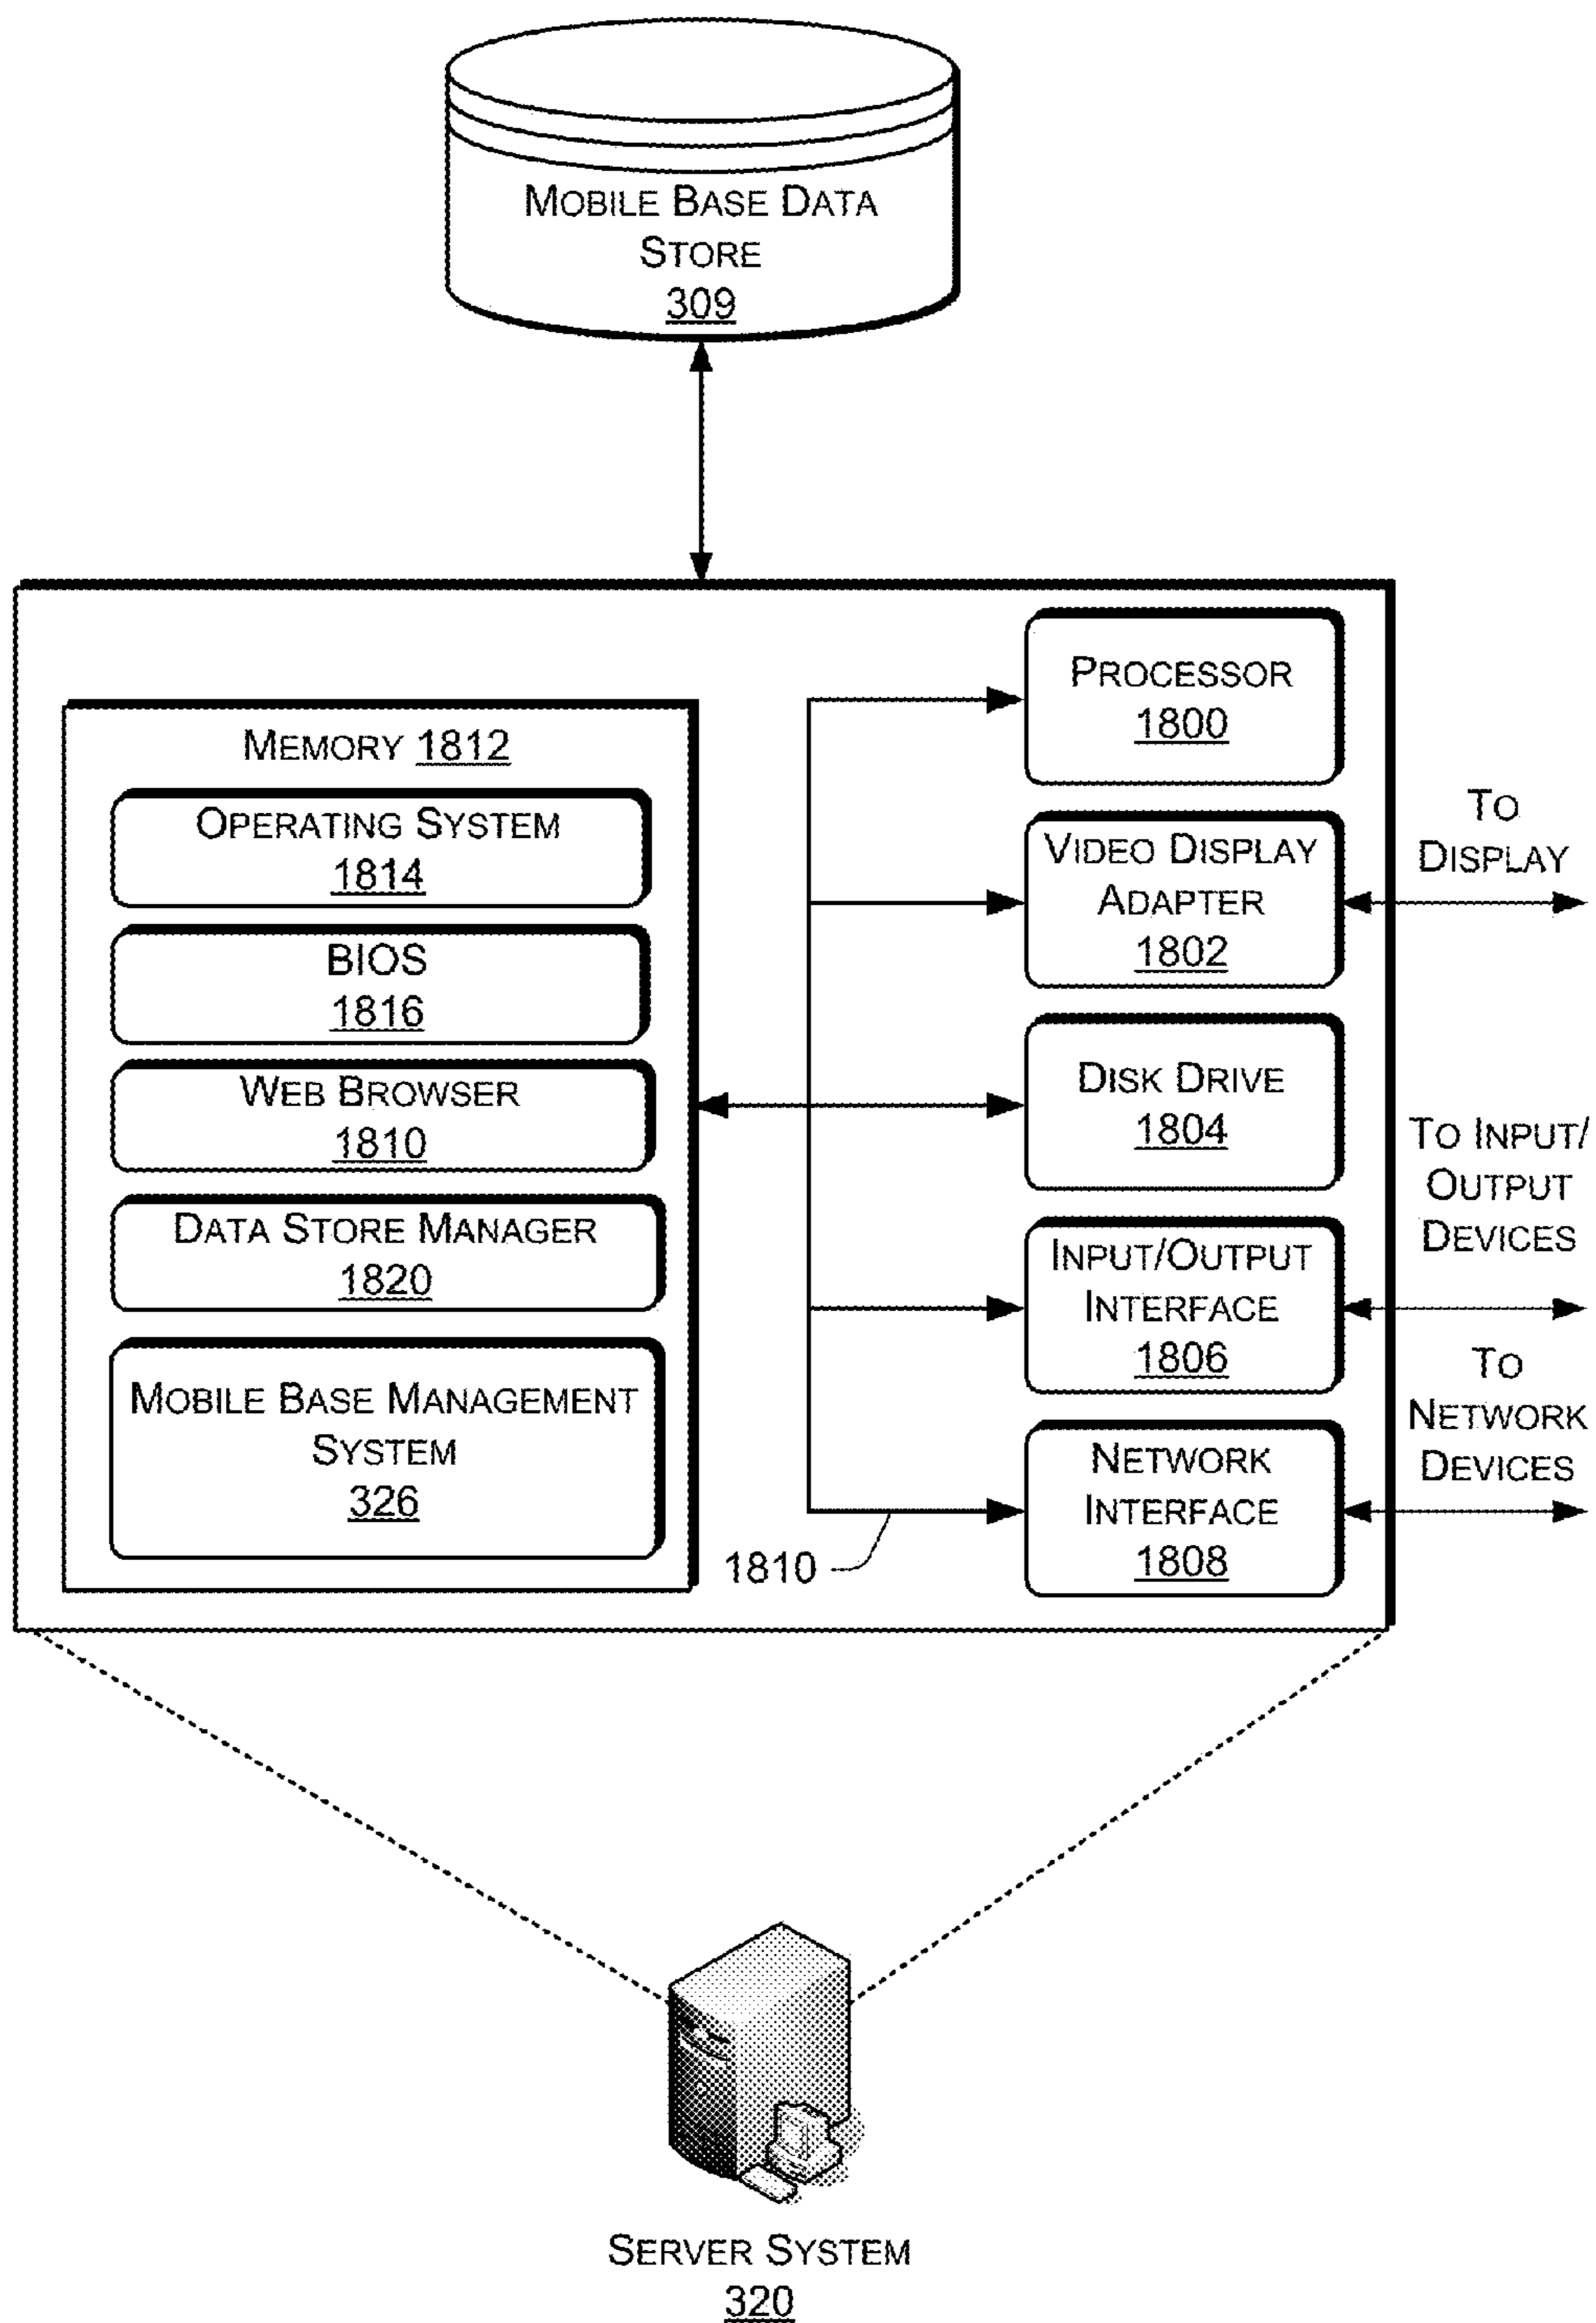 MOBILE BASE DATA
STORE
309
MEMORY 1812
OPERATING SYSTEM
1814
BIOS
1816
WEB BROWSER
1810
DATA STORE MANAGER
1820
MOBILE BASE MANAGEMENT
SYSTEM
326
PROCESSOR
1800
VIDEO DISPLAY
ADAPTER
1802
DISK DRIVE
1804
INPUT/OUTPUT
INTERFACE
1806
NETWORK
INTERFACE
1808
1810
TO
DISPLAY
TO INPUT/
OUTPUT
DEVICES
TO
NETWORK
DEVICES
SERVER SYSTEM
320